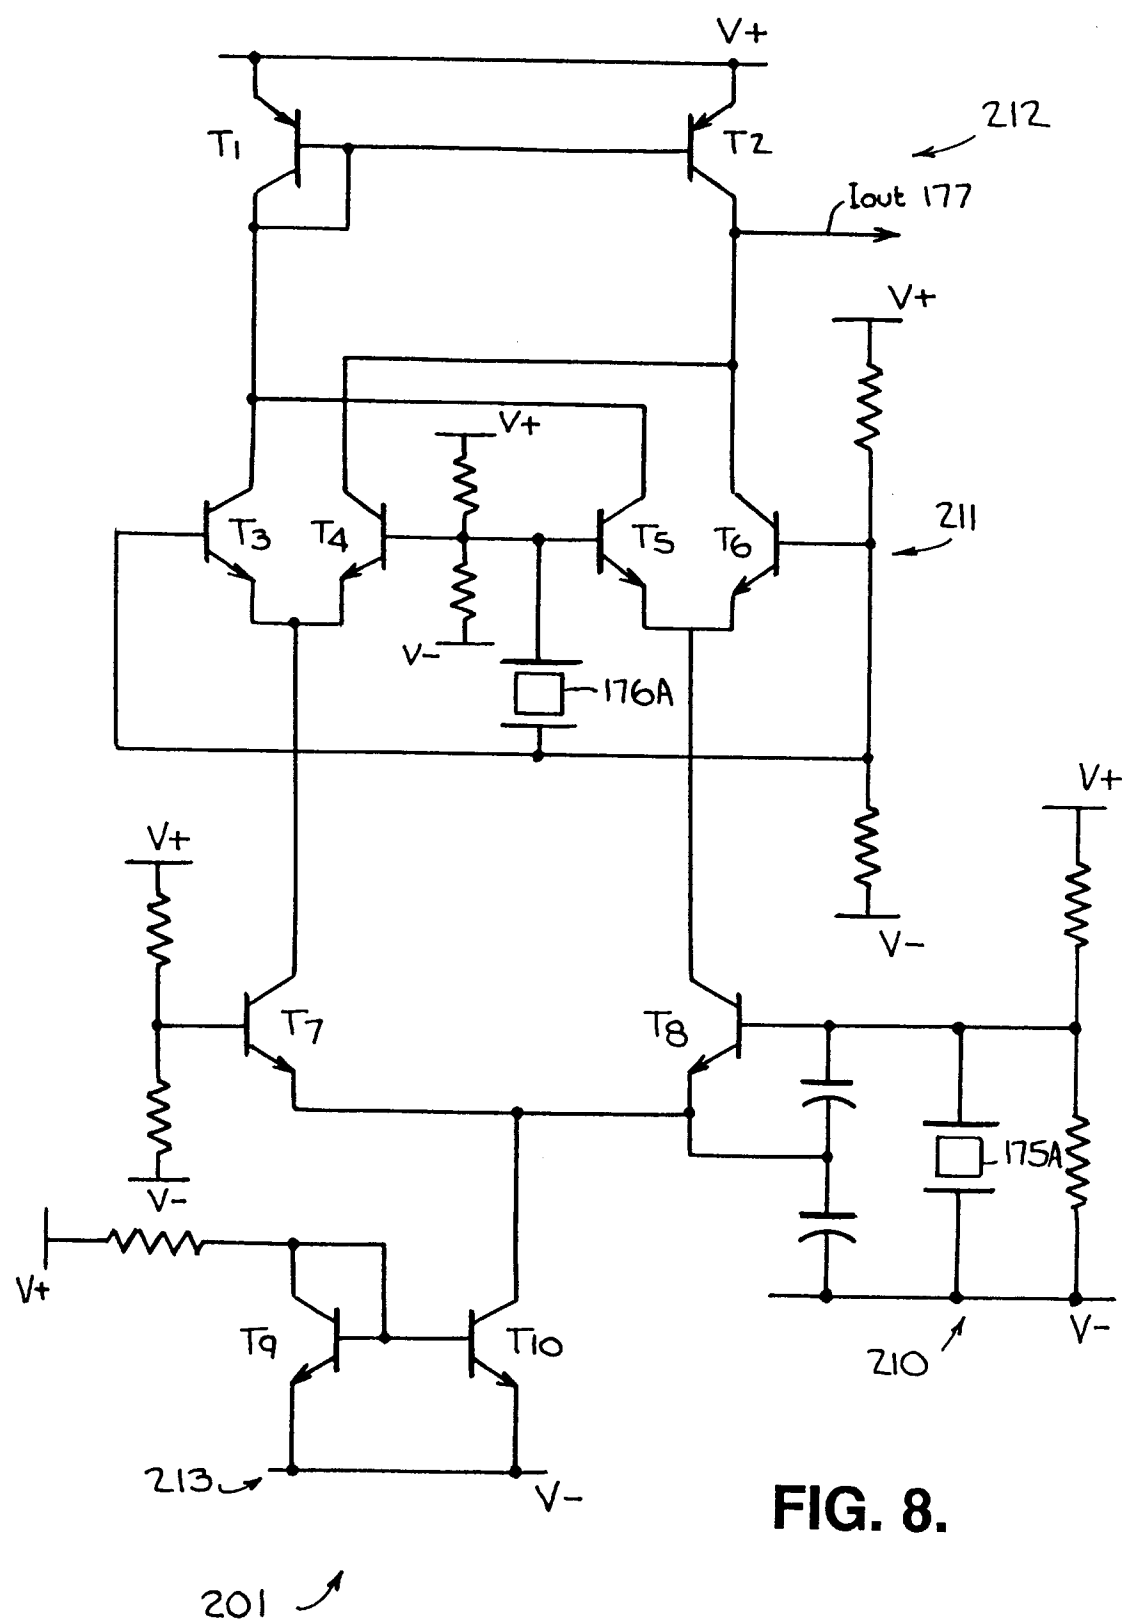 V+
212
T1
T2
Iout 177
V+
V+
211
T3
T4
T5
T6
V-
176A
V+
V+
V-
T7
T8
175A
V-
V+
T9
T10
V-
210
213
V-
FIG. 8.
201